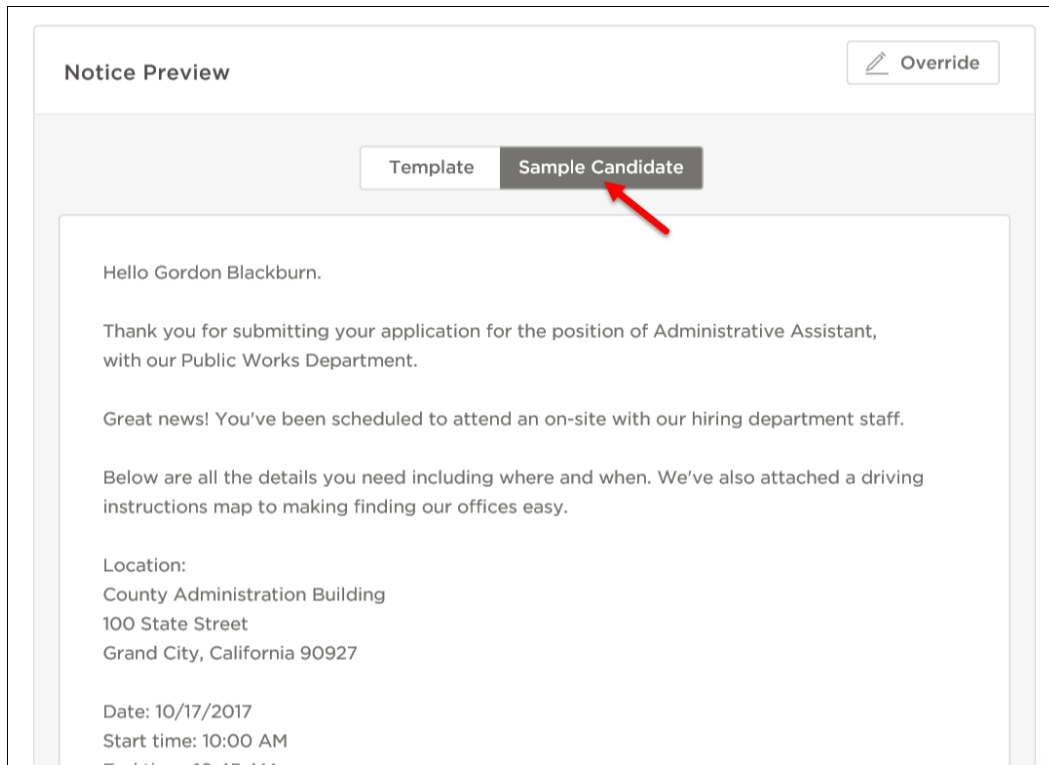 Notice Preview
Override
Template
Sample Candidate
Hello Gordon Blackburn.
Thank you for submitting your application for the position of Administrative Assistant,
with our Public Works Department.
Great news! You've been scheduled to attend an on-site with our hiring department staff.
Below are all the details you need including where and when. We've also attached a driving
instructions map to making finding our offices easy.
Location:
County Administration Building
100 State Street
Grand City, California 90927
Date: 10/17/2017
Start time: 10:00 AM